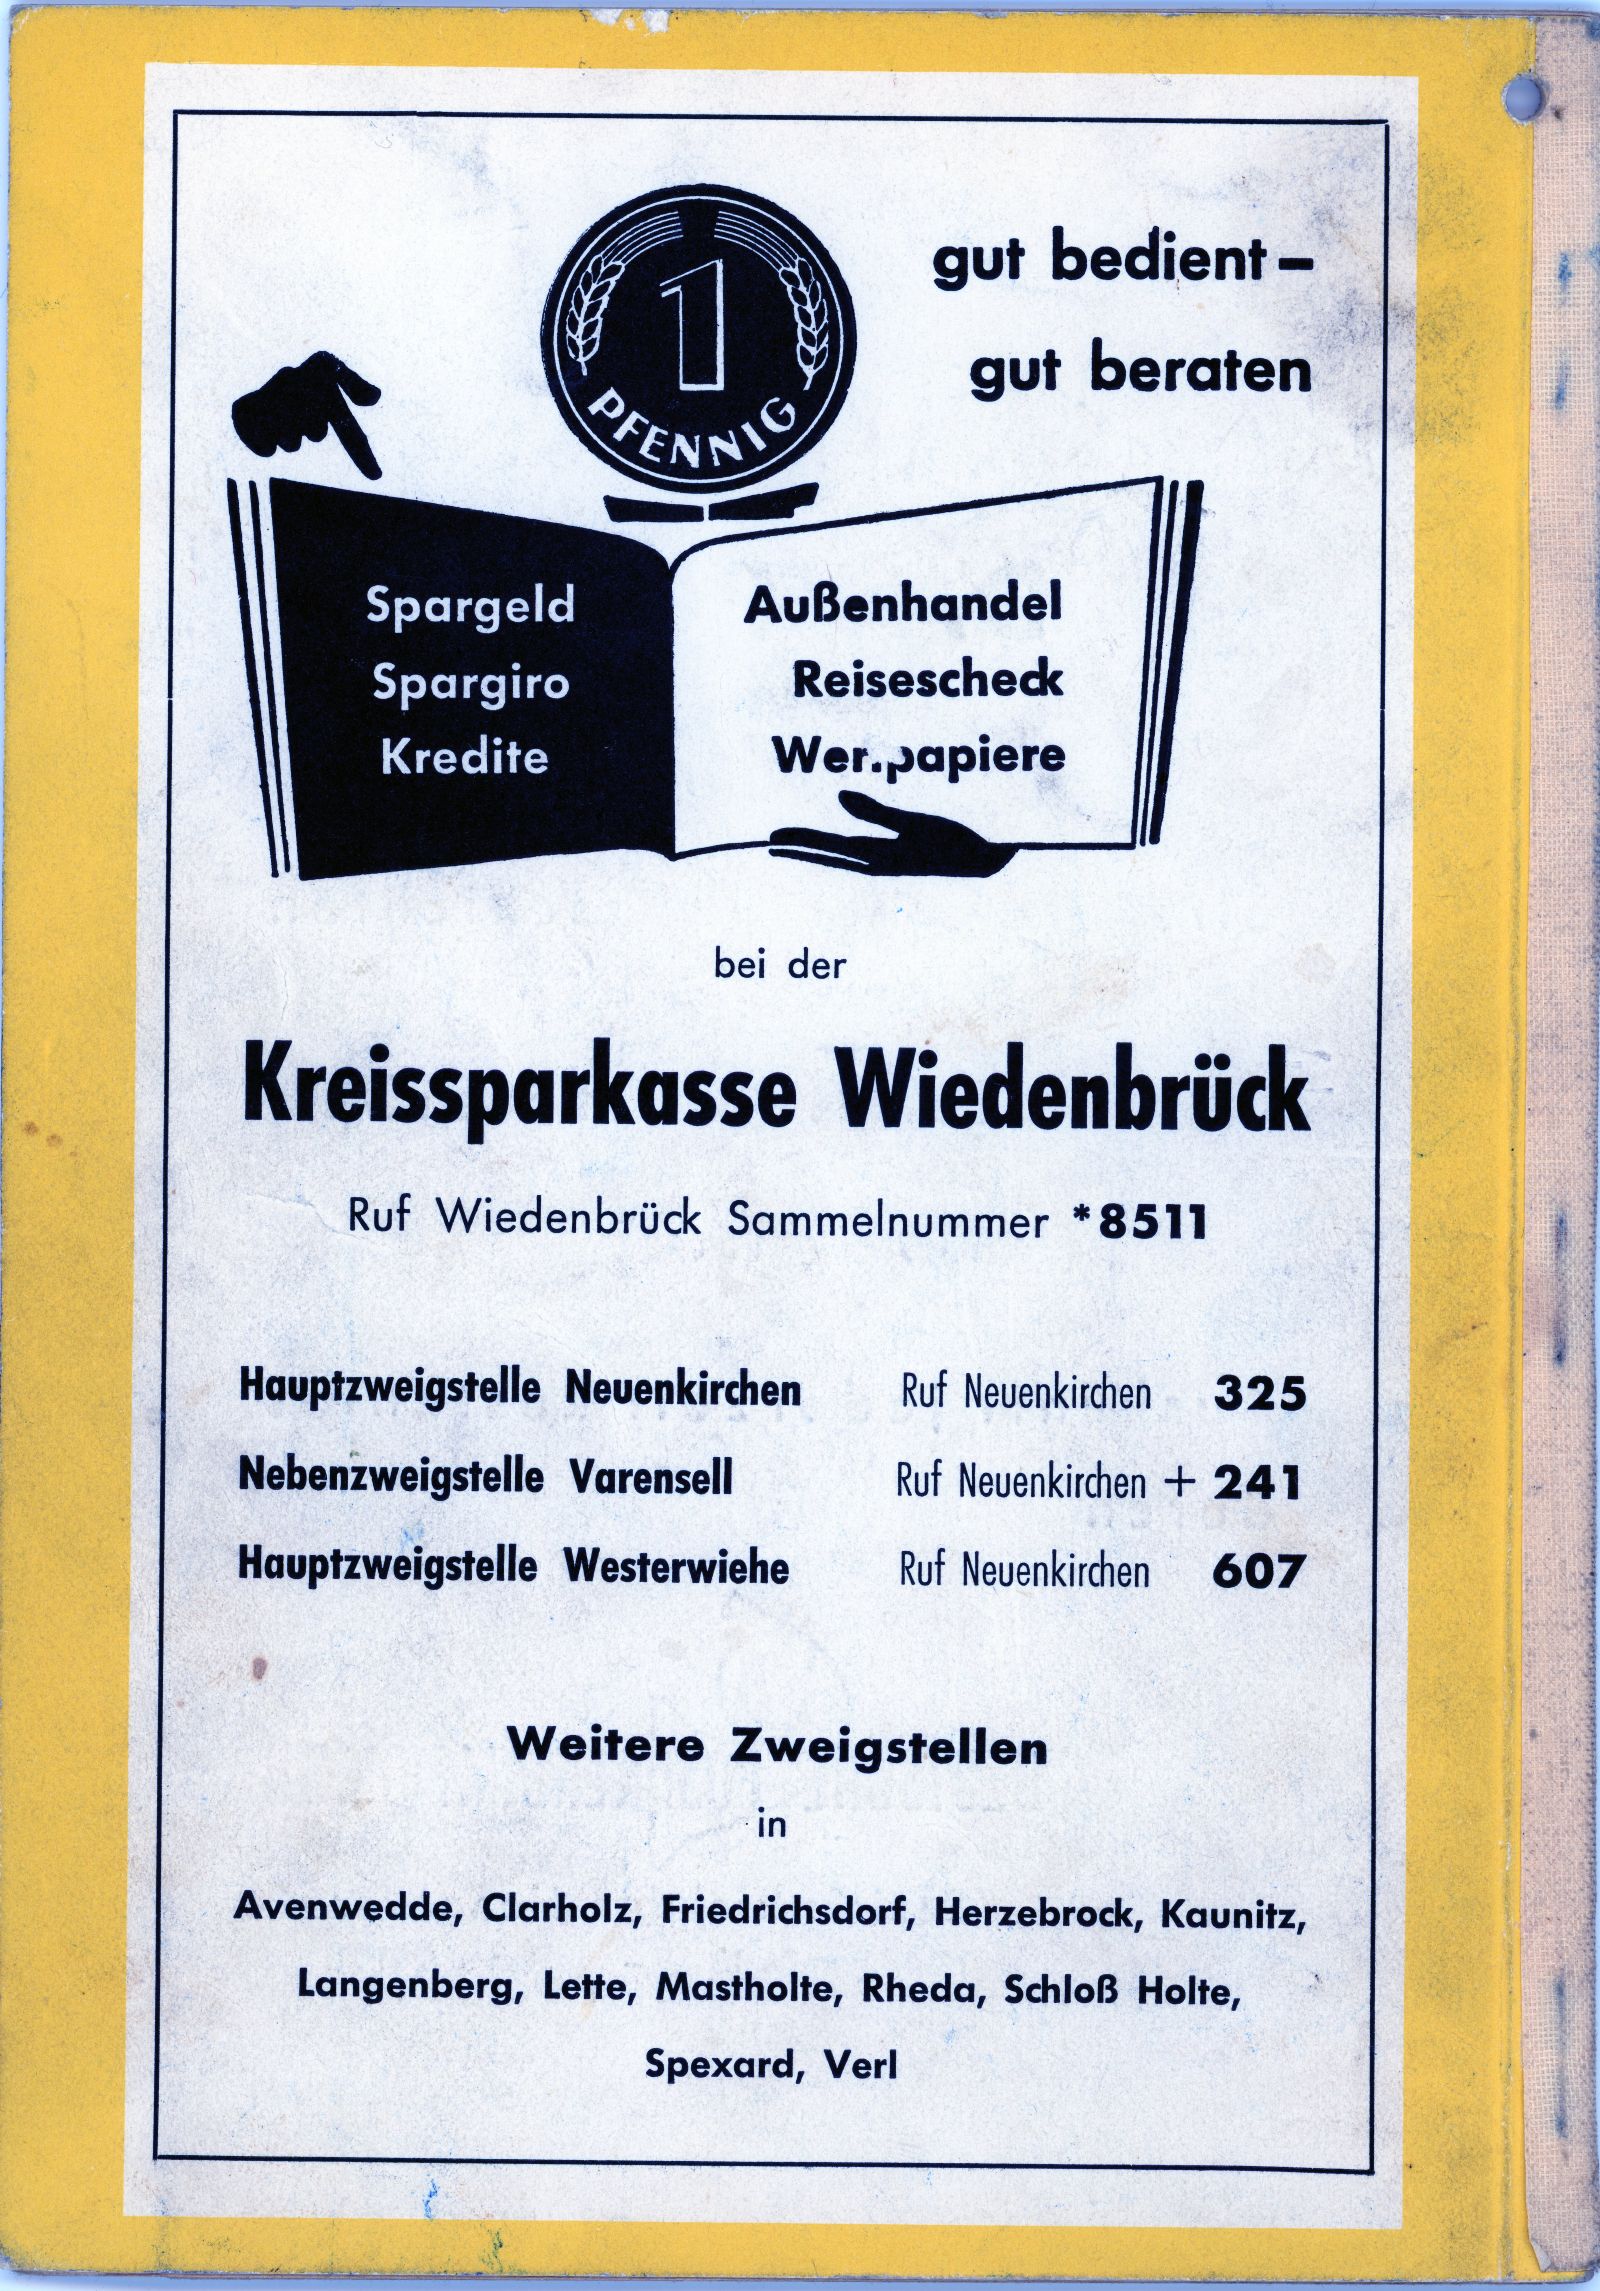 1
PFENNIG
gut bedient –
gut beraten
Spargeld
Spargiro
Kredite
Außenhandel
Reisescheck
Wer.papiere
bei der
Kreissparkasse Wiedenbrück
Ruf Wiedenbrück Sammelnummer *8511
Hauptzweigstelle Neuenkirchen Ruf Neuenkirchen 325
Nebenzweigstelle Varensell Ruf Neuenkirchen + 241
Hauptzweigstelle Westerwiehe Ruf Neuenkirchen 607
Weitere Zweigstellen
in
Avenwedde, Clarholz, Friedrichsdorf, Herzebrock, Kaunitz,
Langenberg, Lette, Mastholte, Rheda, Schloß Holte,
Spexard, Verl